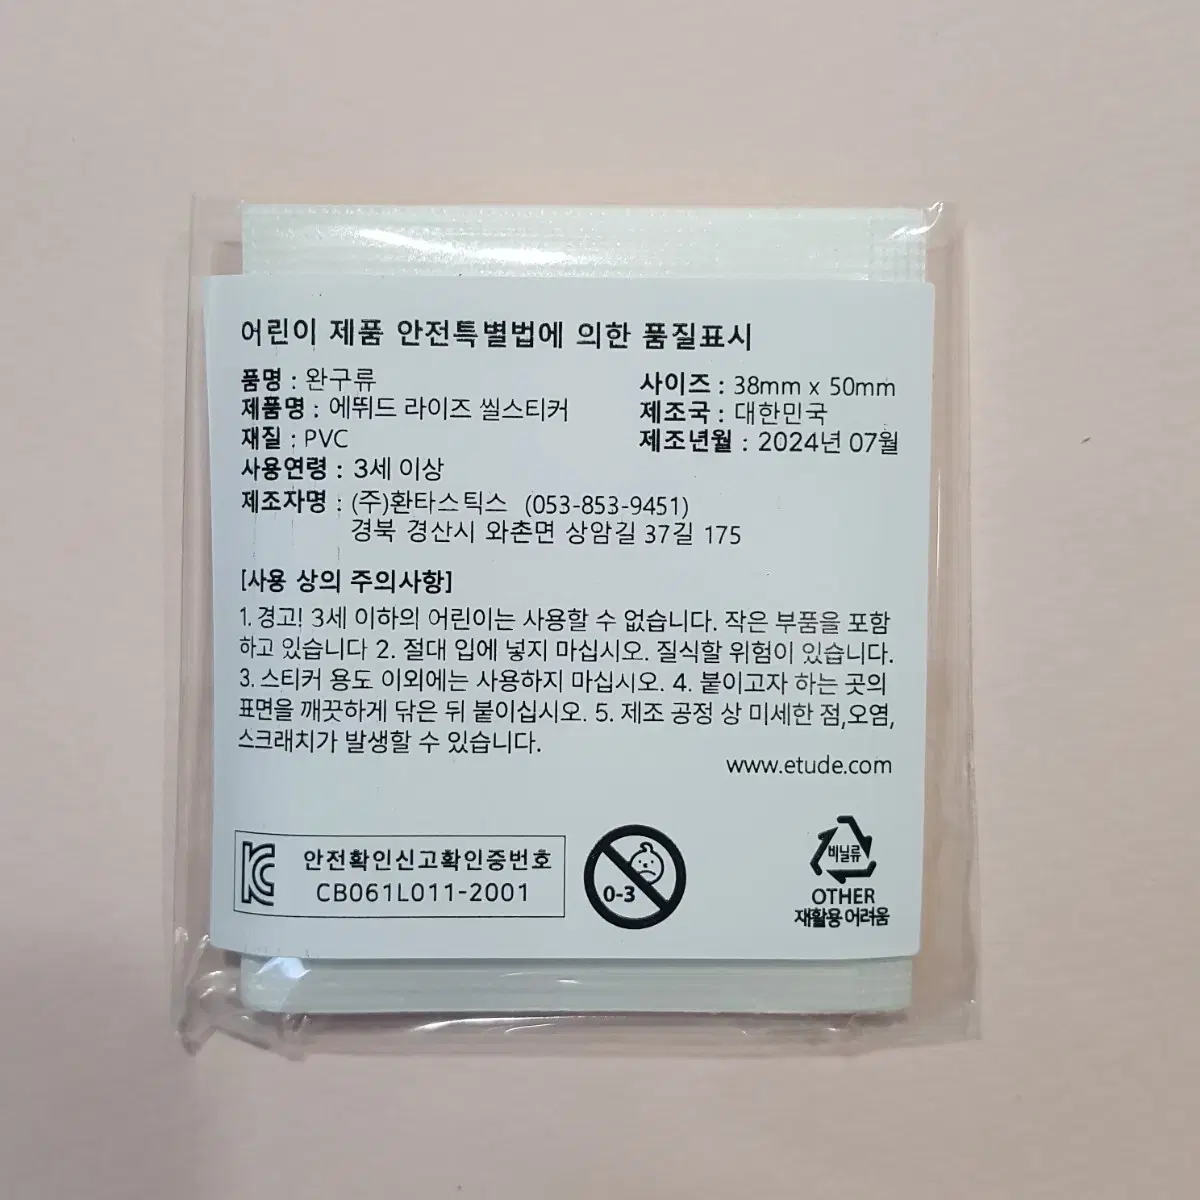 어린이 제품 안전특별법에 의한 품질표시
품명 : 완구류
제품명 : 에뛰드 라이즈 씰스티커
재질 : PVC
사용연령 : 3세 이상
제조자명 : (주)환타스틱스 (053-853-9451)
경북 경산시 와촌면 상암길 37길 175
사이즈 : 38mm x 50mm
제조국 : 대한민국
제조년월 : 2024년 07월
[사용 상의 주의사항]
1. 경고! 3세 이하의 어린이는 사용할 수 없습니다. 작은 부품을 포함
하고 있습니다 2. 절대 입에 넣지 마십시오. 질식할 위험이 있습니다.
3. 스티커 용도 이외에는 사용하지 마십시오. 4. 붙이고자 하는 곳의
표면을 깨끗하게 닦은 뒤 붙이십시오. 5. 제조 공정 상 미세한 점,오염,
스크래치가 발생할 수 있습니다.
www.etude.com
안전확인신고확인증번호
CB061L011-2001
0-3
비닐류
OTHER
재활용어려움